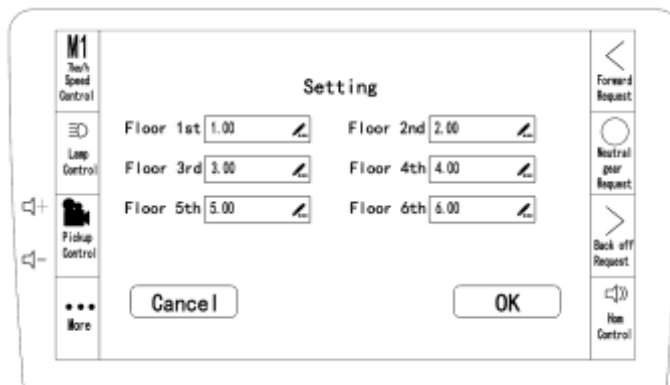 M1
7km/h
Speed
Control
Lamp
Control
Pickup
Control
More
Setting
Floor 1st 1.00
Floor 2nd 2.00
Floor 3rd 3.00
Floor 4th 4.00
Floor 5th 5.00
Floor 6th 6.00
Cancel
OK
Forward
Request
Neutral
gear
Request
Back off
Request
Control